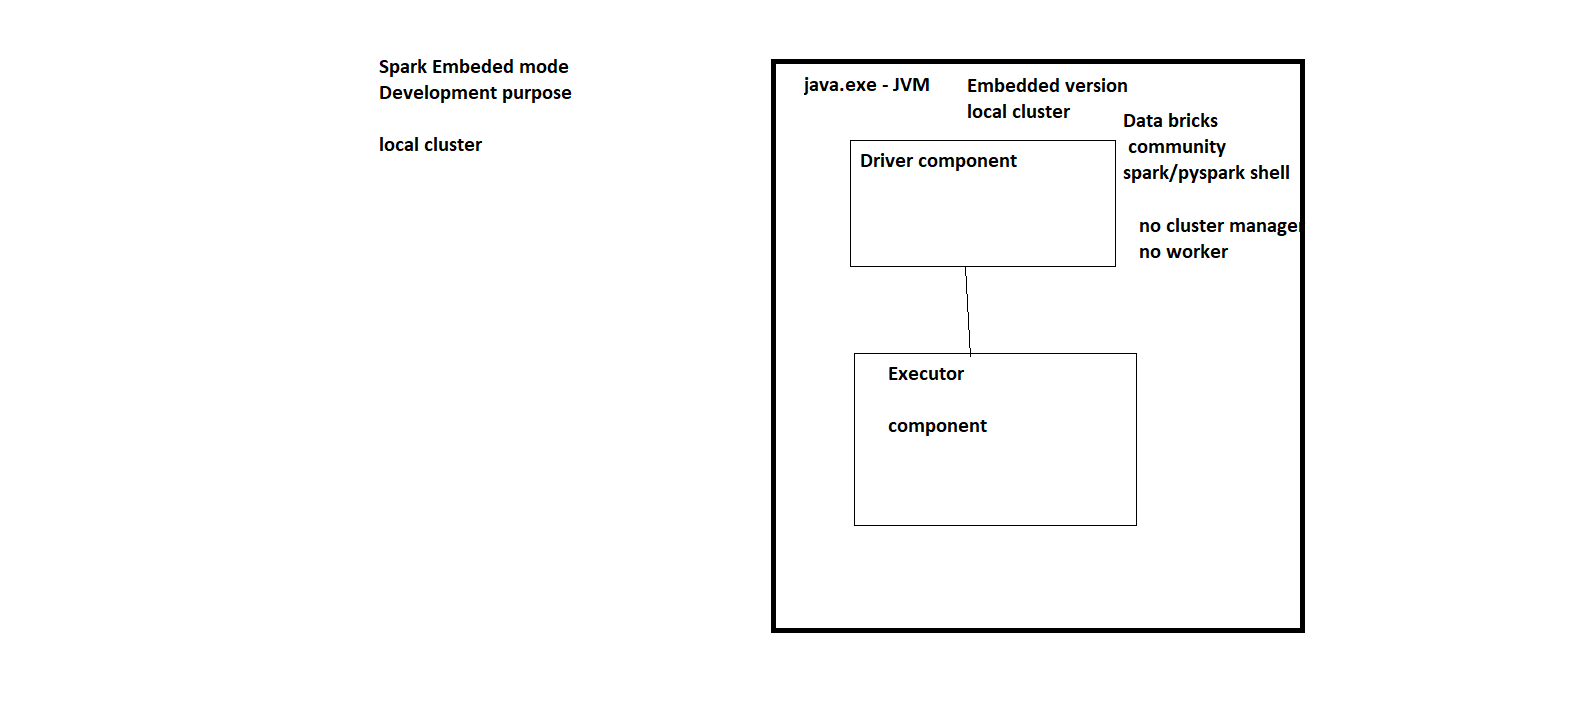 Spark Embeded mode
Development purpose
local cluster
java.exe - JVM
Embedded version
local cluster
Data bricks
community
spark/pyspark shell
Driver component
no cluster manager
no worker
Executor
component